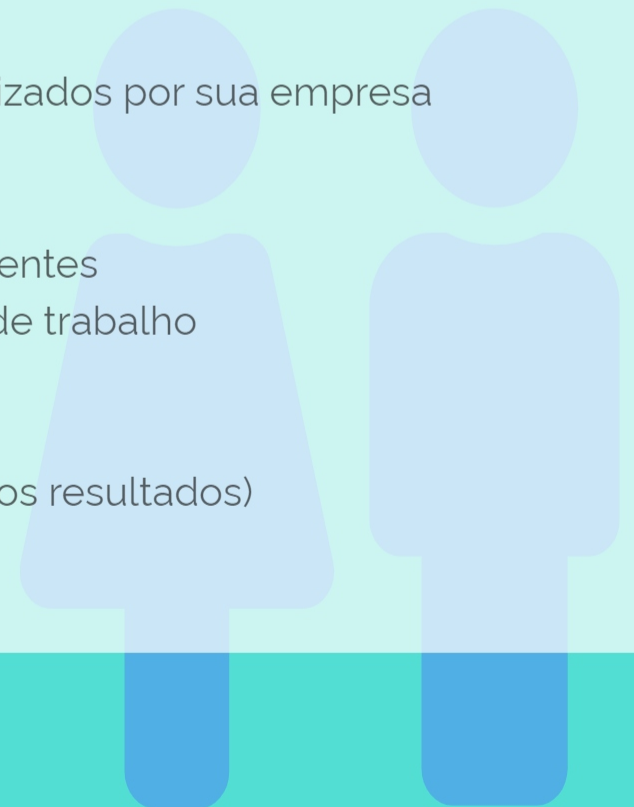 izados por sua empresa
entes
de trabalho
os resultados)